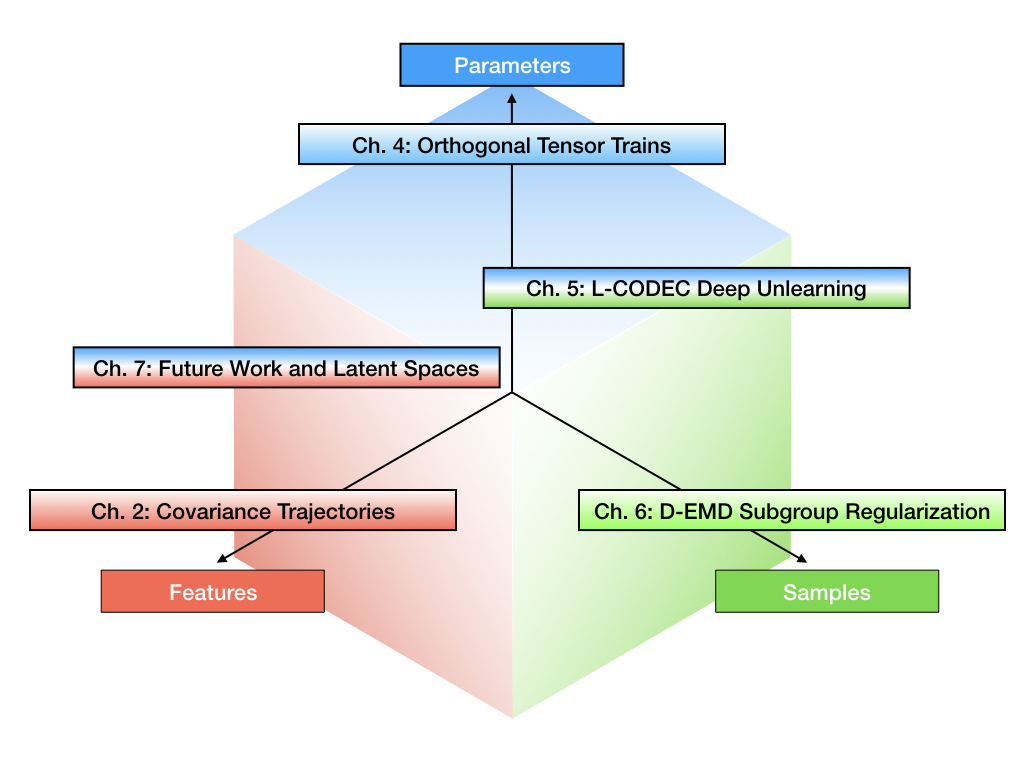 Parameters
Ch. 4: Orthogonal Tensor Trains
Ch. 5: L-CODEC Deep Unlearning
Ch. 7: Future Work and Latent Spaces
Ch. 2: Covariance Trajectories
Ch. 6: D-EMD Subgroup Regularization
Features
Samples